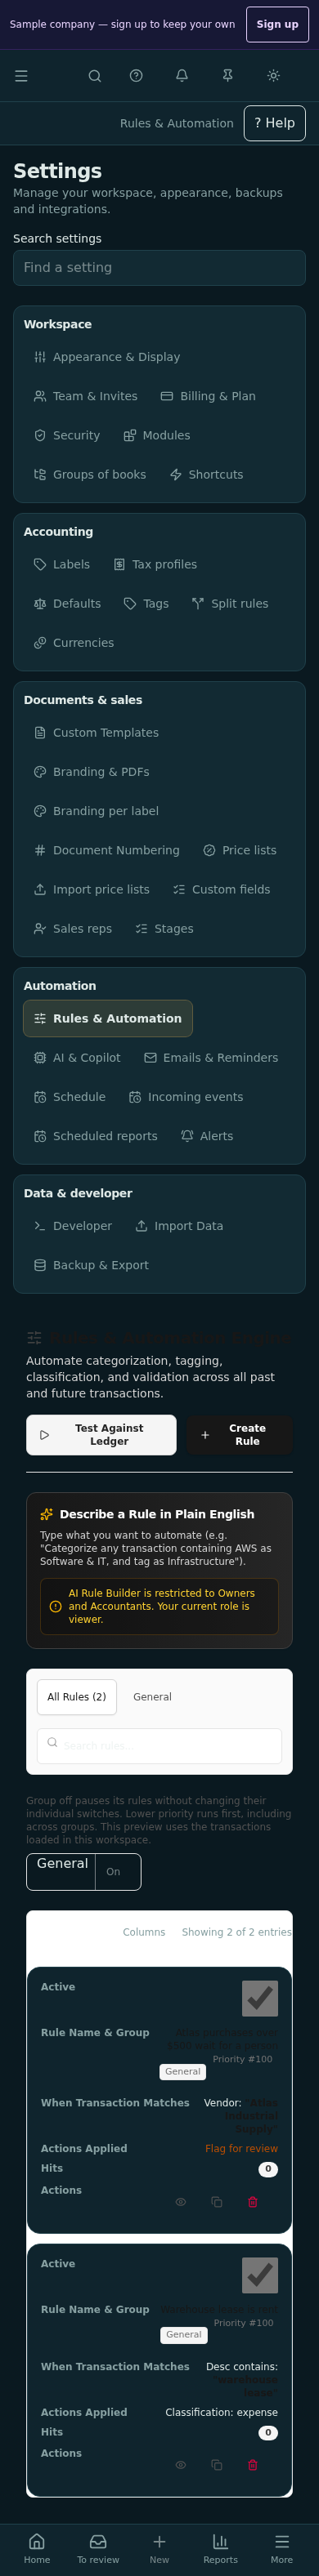 Sample company — sign up to keep your own
Sign up
Rules & Automation
? Help
Settings
Manage your workspace, appearance, backups
and integrations.
Search settings
Find a setting
Workspace
Appearance & Display
Team & Invites
Billing & Plan
Security
Modules
Groups of books
Shortcuts
Accounting
Labels
Tax profiles
Defaults
Tags
Split rules
Currencies
Documents & sales
Custom Templates
Branding & PDFs
Branding per label
Document Numbering
Price lists
Import price lists
Custom fields
Sales reps
Stages
Automation
Rules & Automation
AI & Copilot
Emails & Reminders
Schedule
Incoming events
Scheduled reports
Alerts
Data & developer
Developer
Import Data
Backup & Export
Automate categorization, tagging,
classification, and validation across all past
and future transactions.
Test Against
Ledger
Create
Rule
Describe a Rule in Plain English
Type what you want to automate (e.g.
"Categorize any transaction containing AWS as
Software & IT, and tag as Infrastructure").
AI Rule Builder is restricted to Owners
and Accountants. Your current role is
viewer.
All Rules (2)
General
Search rules...
Group off pauses its rules without changing their
individual switches. Lower priority runs first, including
across groups. This preview uses the transactions
loaded in this workspace.
General
On
Columns
Showing 2 of 2 entries
Active
Rule Name & Group
Priority #100
General
When Transaction Matches
Vendor: "Atlas
Industrial
Supply"
Actions Applied
Flag for review
Hits
0
Actions
Active
Rule Name & Group
Priority #100
General
When Transaction Matches
Desc contains:
"warehouse
lease"
Actions Applied
Classification: expense
Hits
0
Actions
Home
To review
New
Reports
More